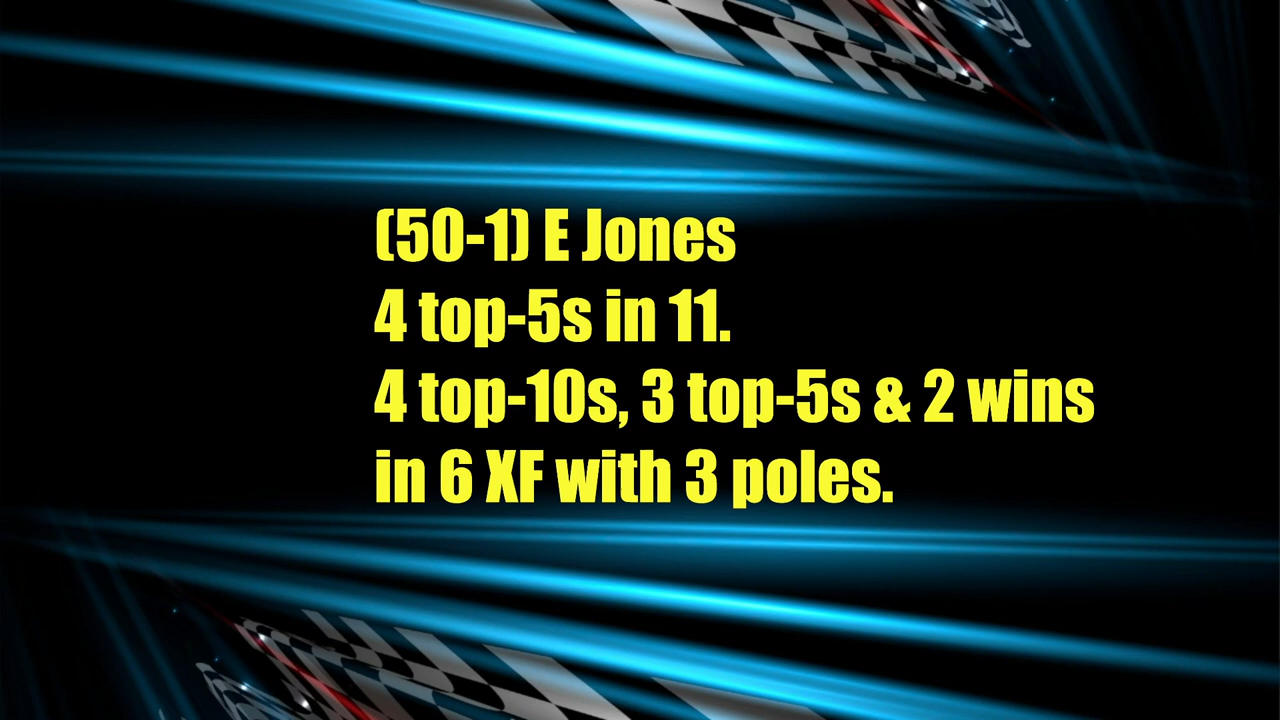 (50-1) E Jones
4 top-5s in 11.
4 top-10s, 3 top-5s & 2 wins
in 6 XF with 3 poles.